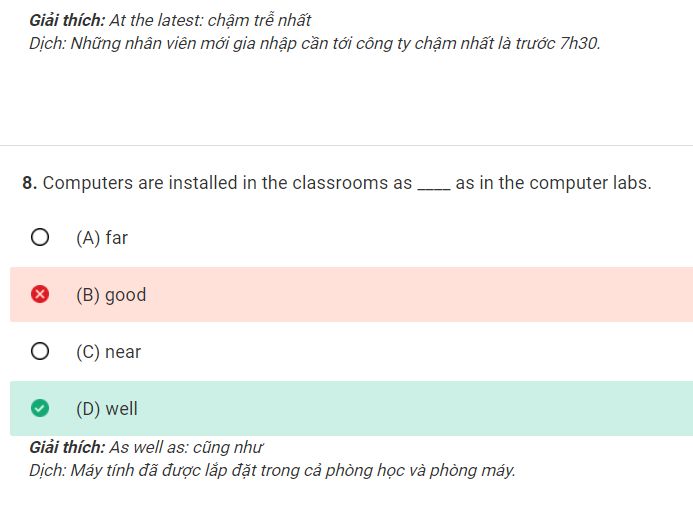 Giải thích: At the latest: chậm trễ nhất
Dịch: Những nhân viên mới gia nhập cần tới công ty chậm nhất là trước 7h30.
8. Computers are installed in the classrooms as ____ as in the computer labs.
(A) far
(B) good
(C) near
(D) well
Giải thích: As well as: cũng như
Dịch: Máy tính đã được lắp đặt trong cả phòng học và phòng máy.